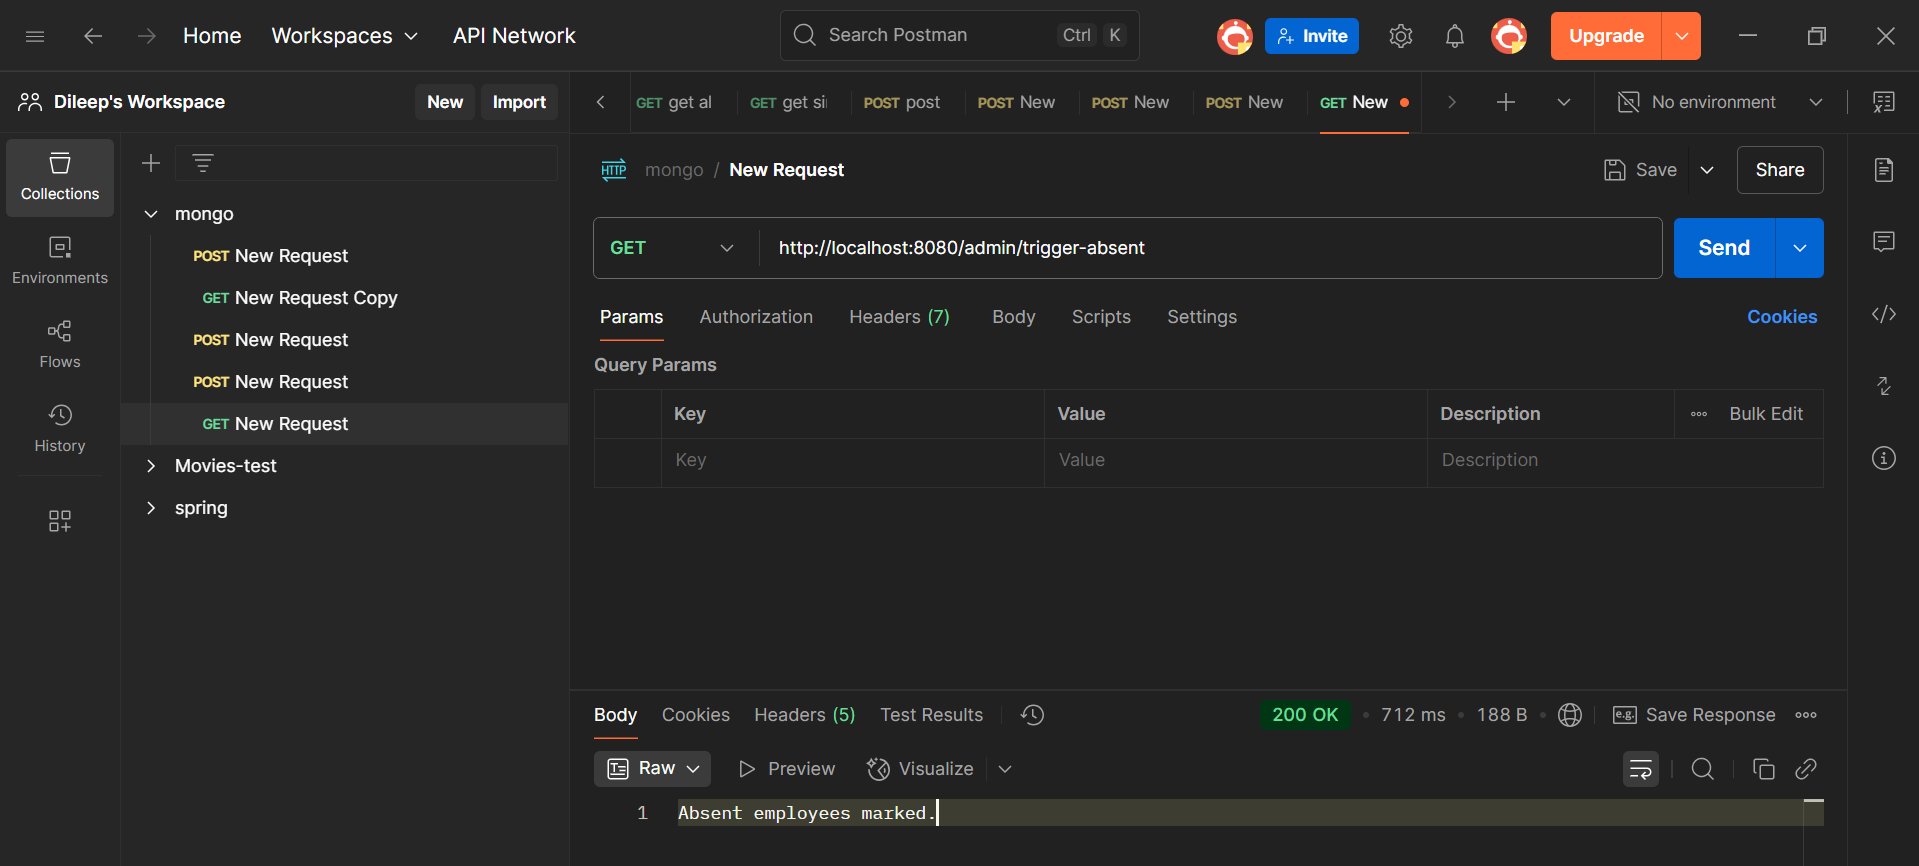 Home Workspaces API Network Search Postman Ctrl K Invite Upgrade
Dileep's Workspace New Import
GET get al GET get si POST post POST New POST New POST New GET New No environment
Collections
Environments
Flows
History
mongo
POST New Request
GET New Request Copy
POST New Request
POST New Request
GET New Request
Movies-test
spring
HTTP mongo / New Request Save Share
GET http://localhost:8080/admin/trigger-absent Send
Params Authorization Headers (7) Body Scripts Settings Cookies
Query Params
Key Value Description Bulk Edit
Key Value Description
Body Cookies Headers (5) Test Results 200 OK 712 ms 188 B e.g. Save Response
Raw Preview Visualize
1 Absent employees marked.